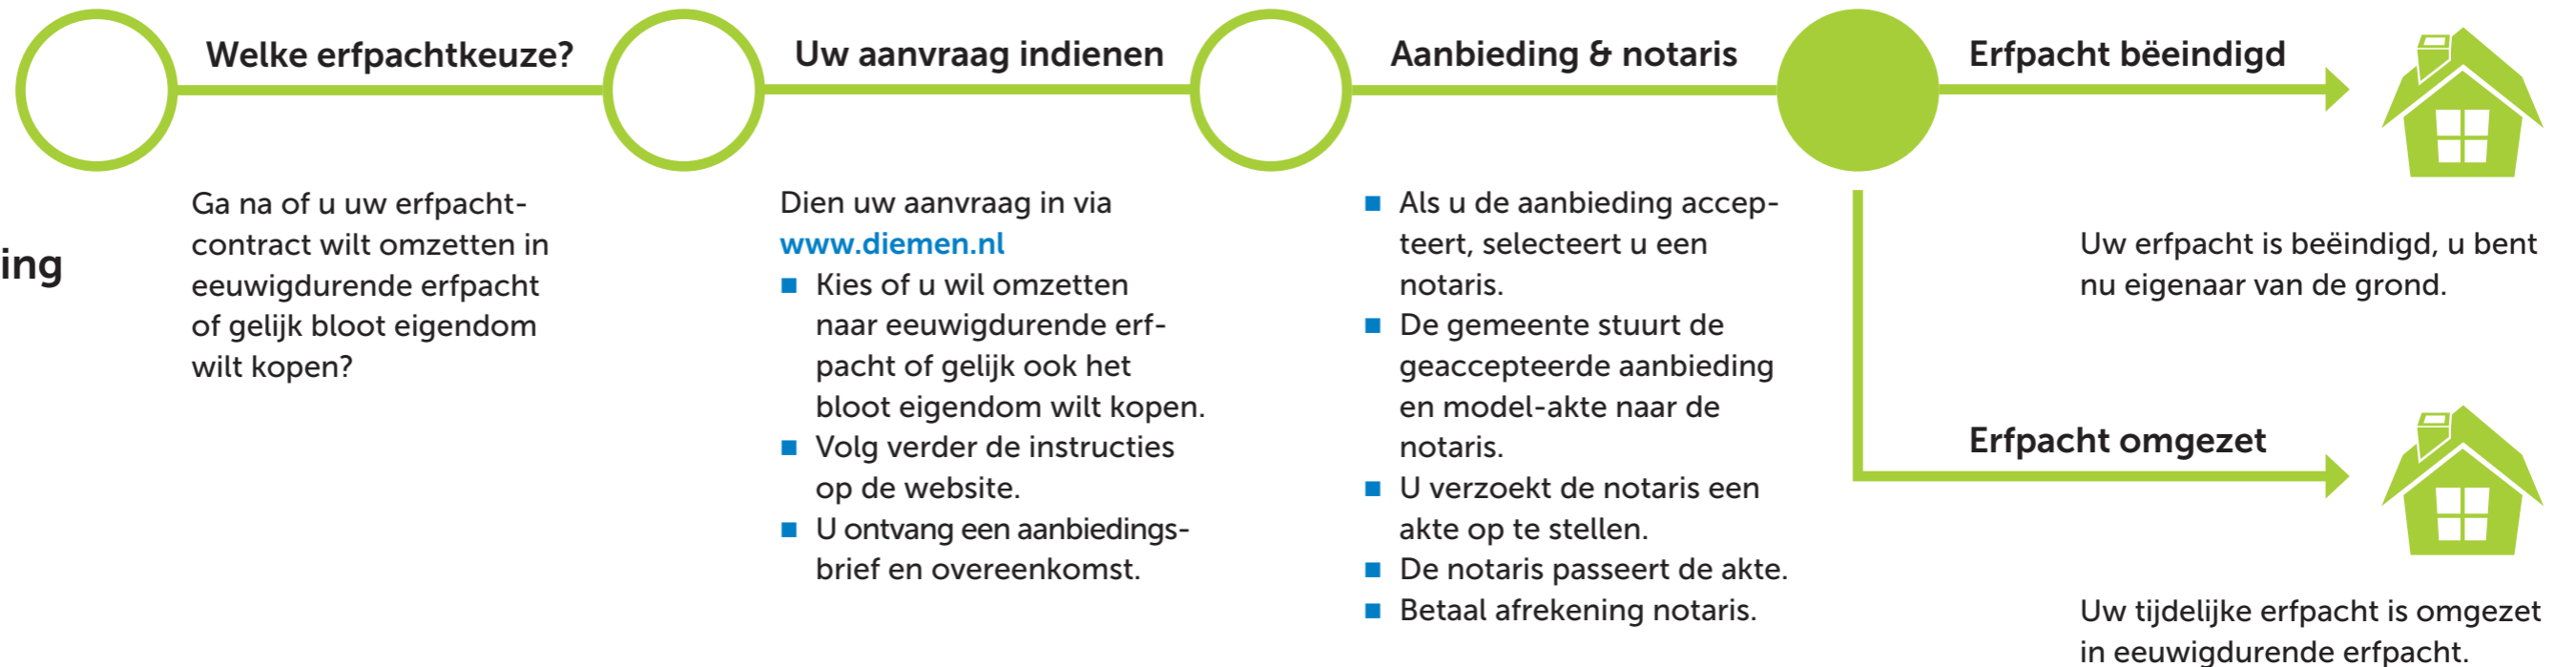 Welke erfpachtkeuze?
Uw aanvraag indienen
Aanbieding & notaris
Erfpacht bëeindigd
ing
Ga na of u uw erfpacht-
contract wilt omzetten in
eeuwigdurende erfpacht
of gelijk bloot eigendom
wilt kopen?
Dien uw aanvraag in via
www.diemen.nl
Kies of u wil omzetten
naar eeuwigdurende erf-
pacht of gelijk ook het
bloot eigendom wilt kopen.
Volg verder de instructies
op de website.
U ontvang een aanbiedings-
brief en overeenkomst.
Als u de aanbieding accep-
teert, selecteert u een
notaris.
De gemeente stuurt de
geaccepteerde aanbieding
en model-akte naar de
notaris.
U verzoekt de notaris een
akte op te stellen.
De notaris passeert de akte.
Betaal afrekening notaris.
Uw erfpacht is beëindigd, u bent
nu eigenaar van de grond.
Erfpacht omgezet
Uw tijdelijke erfpacht is omgezet
in eeuwigdurende erfpacht.